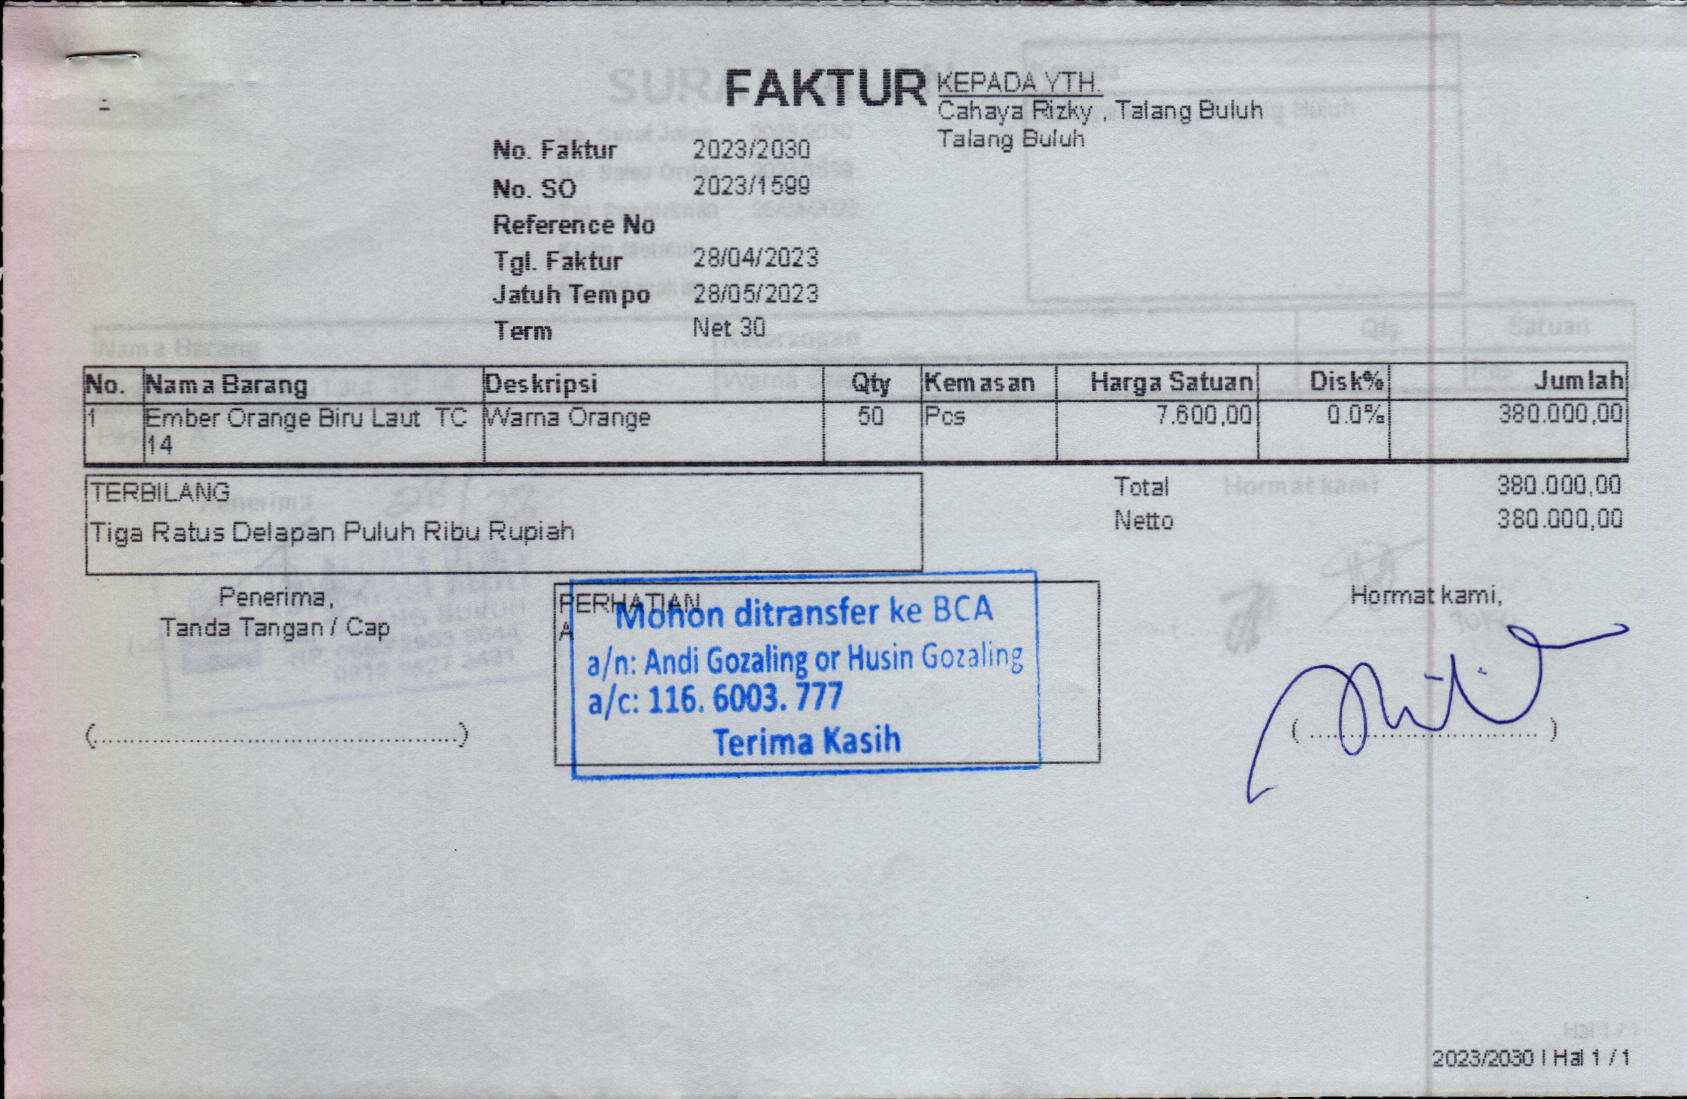 FAKTUR
KEPADA YTH.
Cahaya Rizky , Talang Buluh
Talang Buluh
No. Faktur 2023/2030
No. SO 2023/1599
Reference No
Tgl. Faktur 28/04/2023
Jatuh Tempo 28/05/2023
Term Net 30
No. Nama Barang Deskripsi Qty Kemasan Harga Satuan Disk% Jumlah
1 Ember Orange Biru Laut TC 14 Warna Orange 50 Pcs 7.600,00 0.0% 380.000,00
TERBILANG
Tiga Ratus Delapan Puluh Ribu Rupiah
Total 380.000,00
Netto 380.000,00
Penerima,
Tanda Tangan / Cap
PERHATIAN
A
Mohon ditransfer ke BCA
a/n: Andi Gozaling or Husin Gozaling
a/c: 116. 6003. 777
Terima Kasih
Hormat kami,
(..................................................)
( ................................ )
2023/2030 | Hal 1 / 1